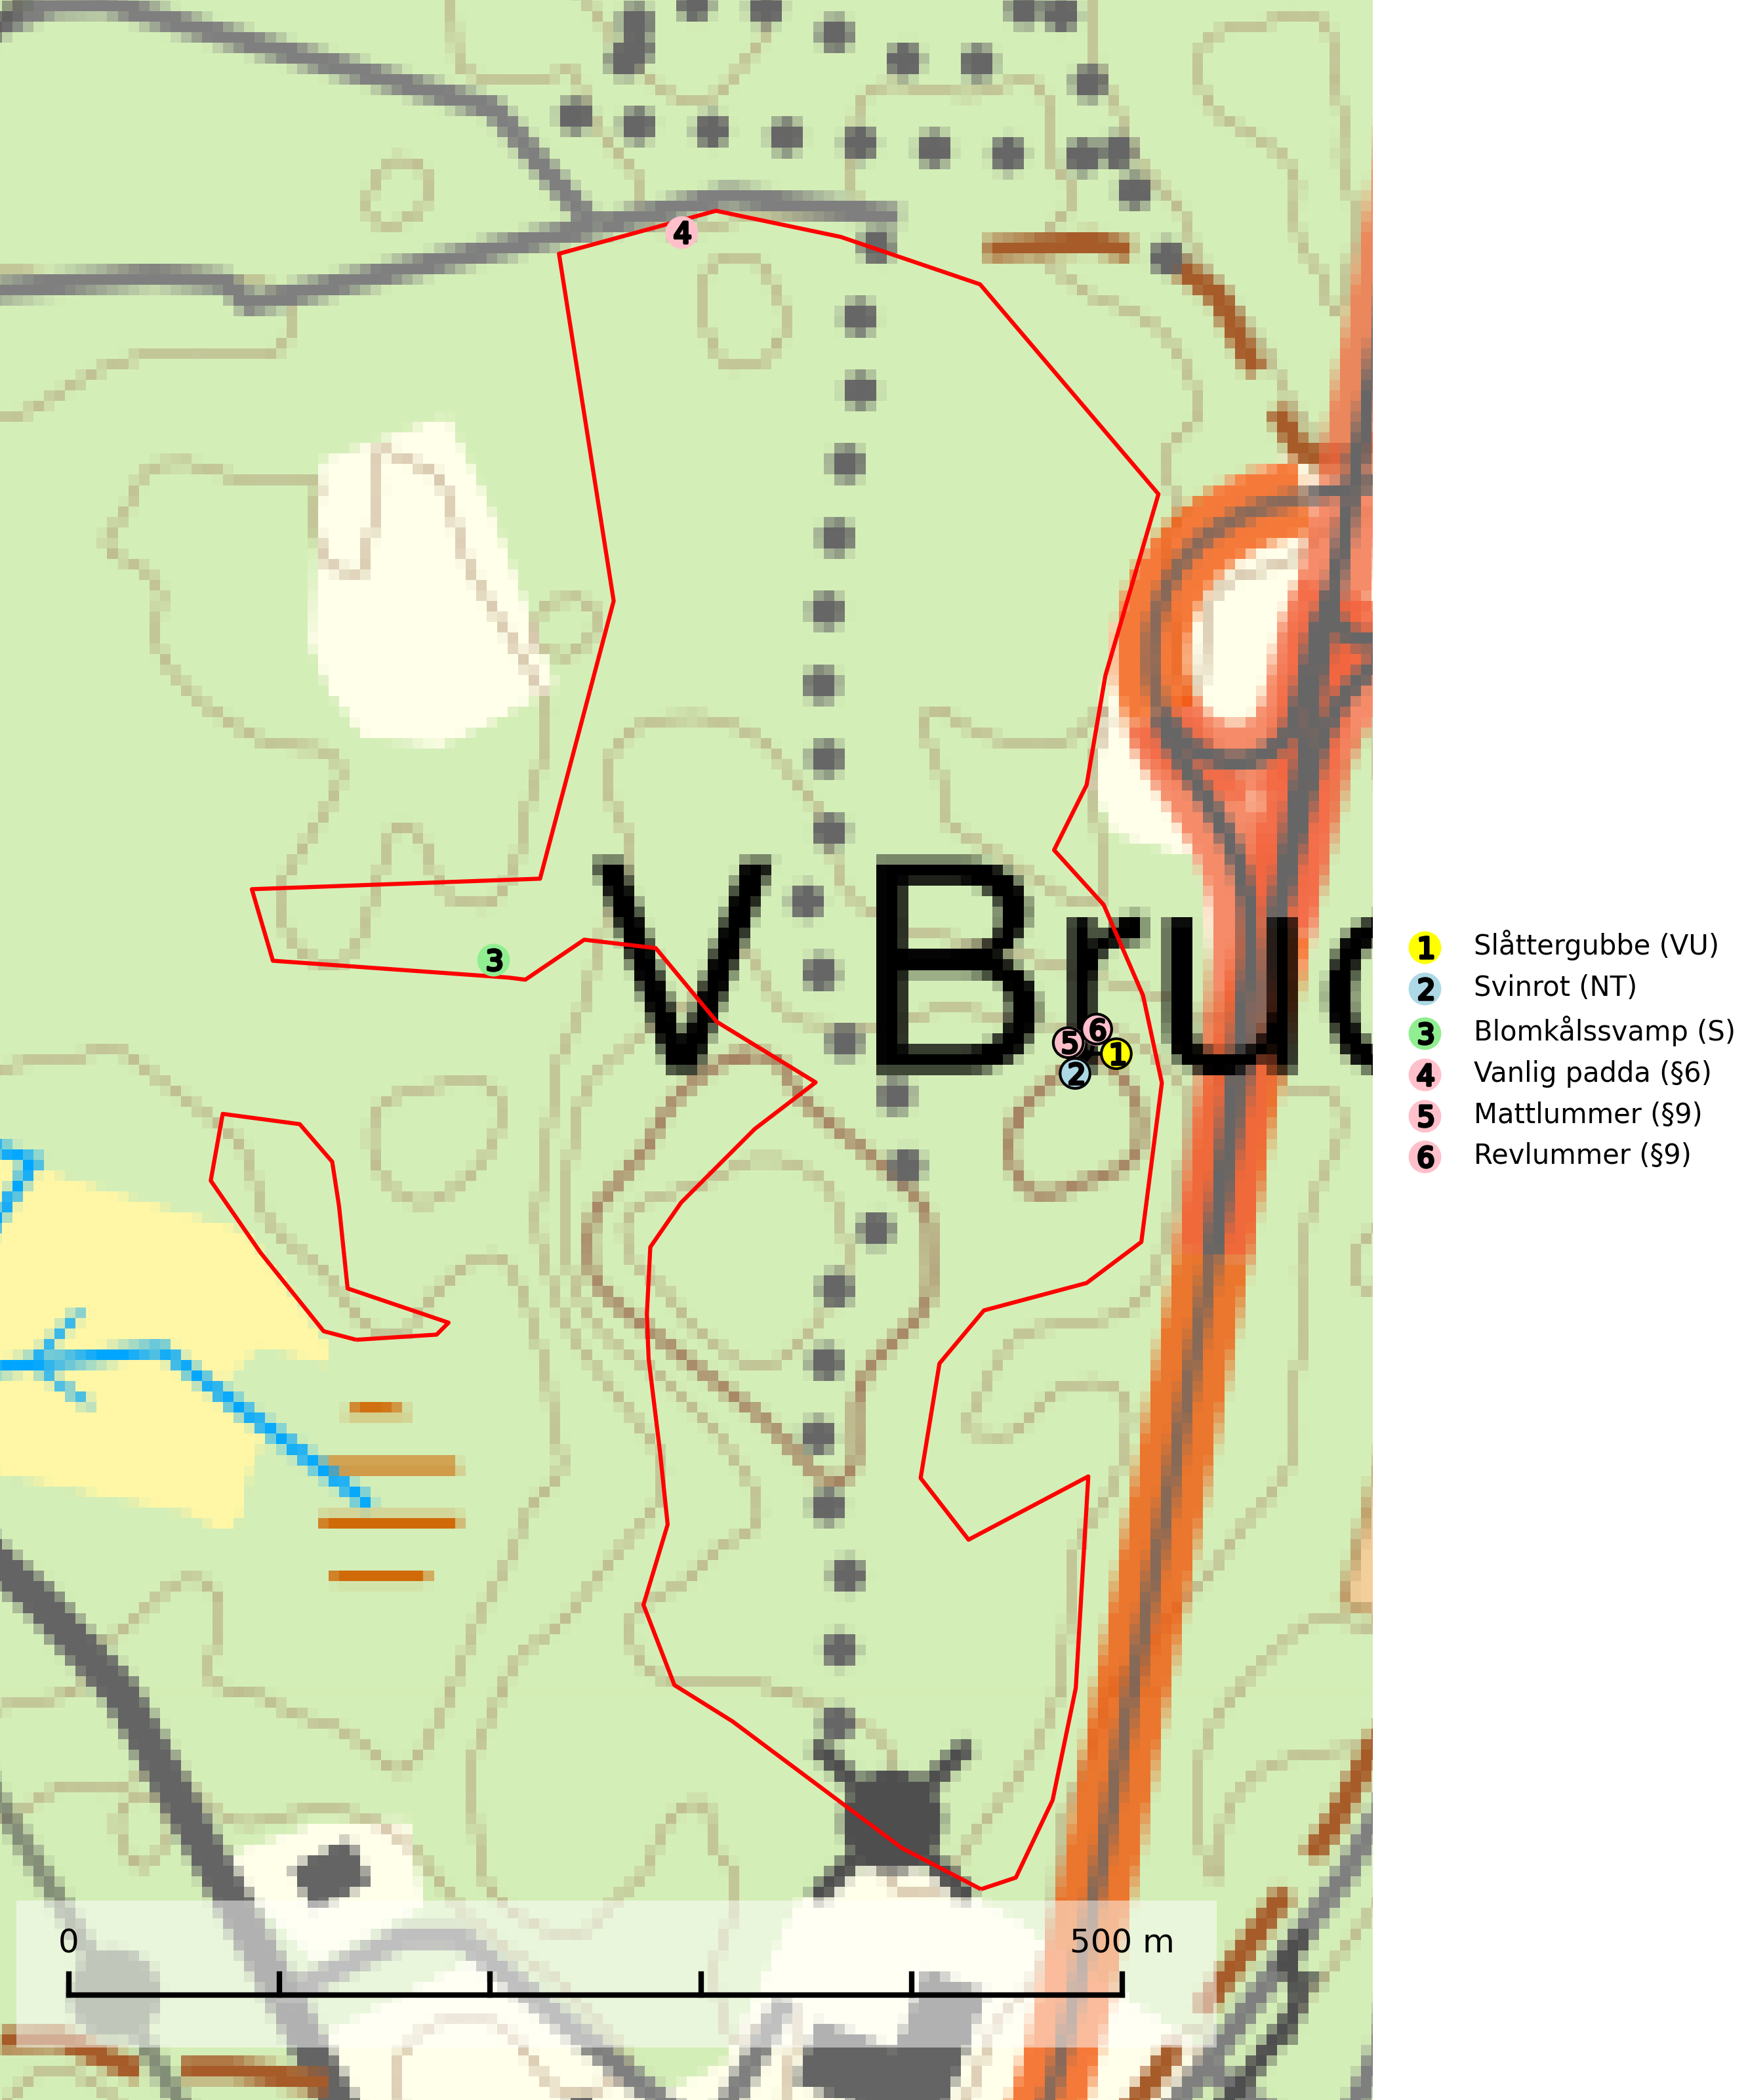 4
3
V Bru
6
5
1
2
1 Slåttergubbe (VU)
2 Svinrot (NT)
3 Blomkålssvamp (S)
4 Vanlig padda (§6)
5 Mattlummer (§9)
6 Revlummer (§9)
0 500 m